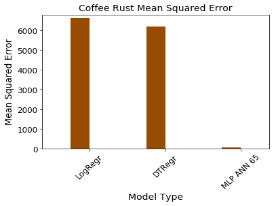 Coffee Rust Mean Squared Error
Mean Squared Error
6000
5000
4000
3000
2000
1000
0
LogRegr
DTRegr
MLP ANN 65
Model Type